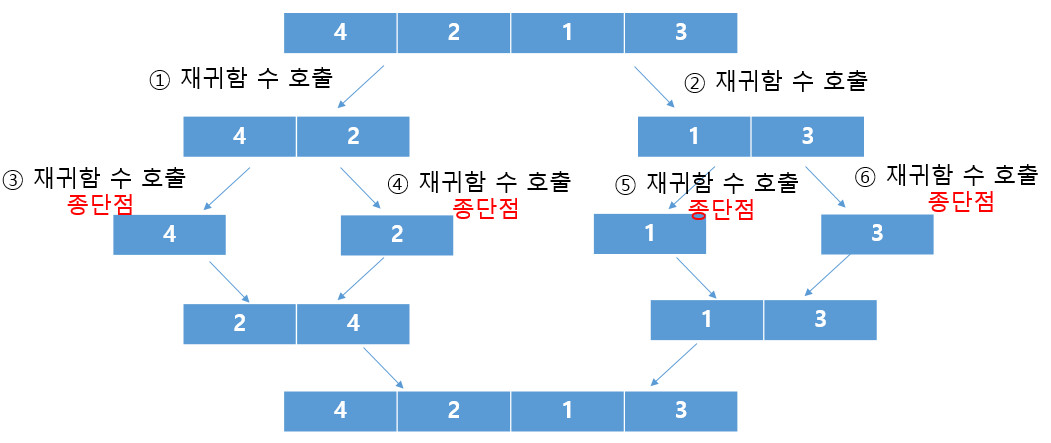 4 2 1 3
① 재귀함 수 호출
② 재귀함 수 호출
4 2
1 3
③ 재귀함 수 호출
종단점
④ 재귀함 수 호출
종단점
⑤ 재귀함 수 호출
종단점
⑥ 재귀함 수 호출
종단점
4
2
1
3
2 4
1 3
4 2 1 3